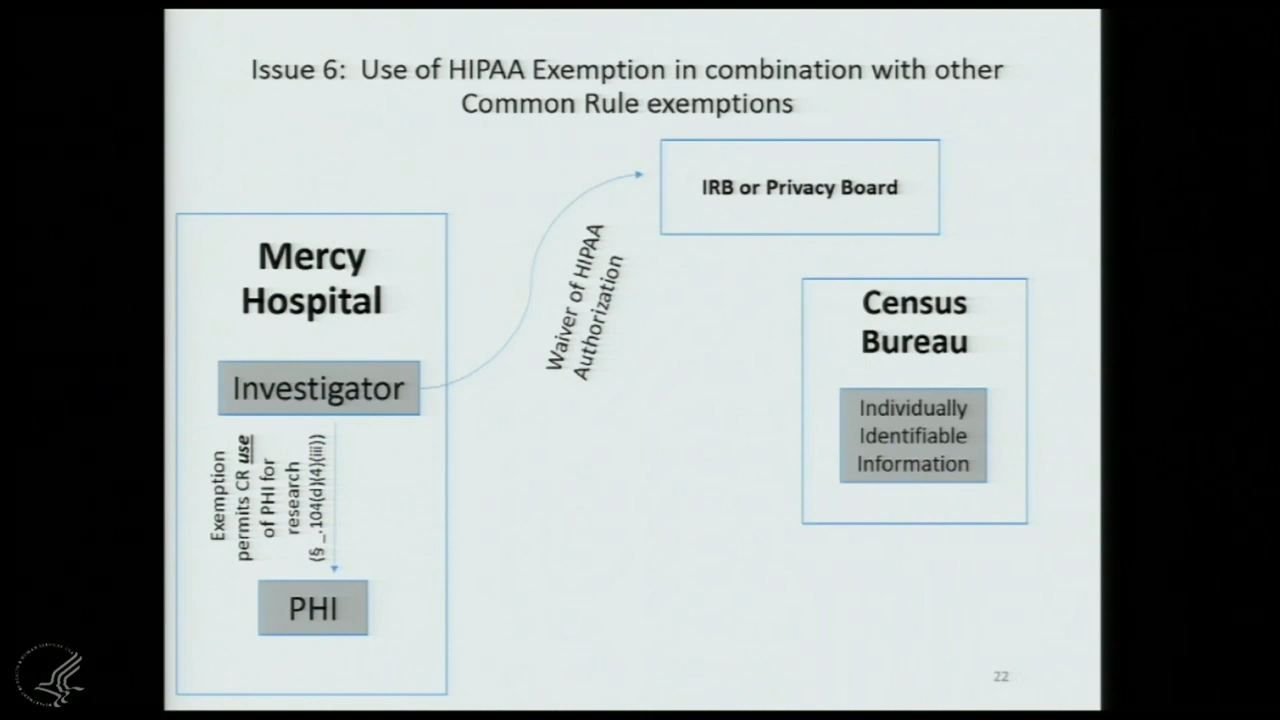 Issue 6: Use of HIPAA Exemption in combination with other
Common Rule exemptions
IRB or Privacy Board
Mercy
Hospital
Waiver of HIPAA
Authorization
Census
Bureau
Investigator
Individually
Identifiable
Information
Exemption
permits CR use
of PHI for
research
(§ _.104(d)(4)(iii))
PHI
22